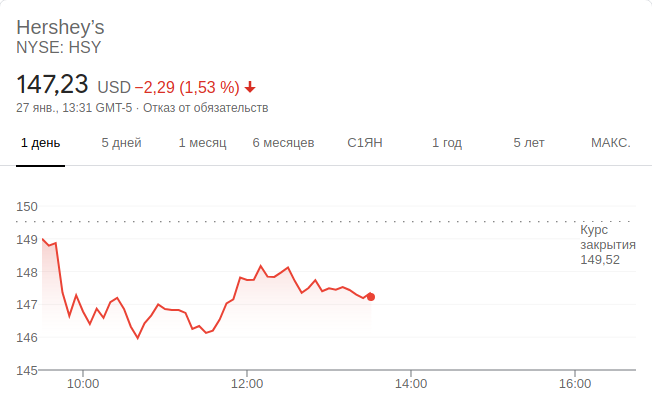 Hershey’s
NYSE: HSY
147,23 USD −2,29 (1,53 %)
27 янв., 13:31 GMT-5 · Отказ от обязательств
1 день 5 дней 1 месяц 6 месяцев С1ЯН 1 год 5 лет МАКС.
150
Курс
149
закрытия
149,52
148
147
146
145
10:00 12:00 14:00 16:00